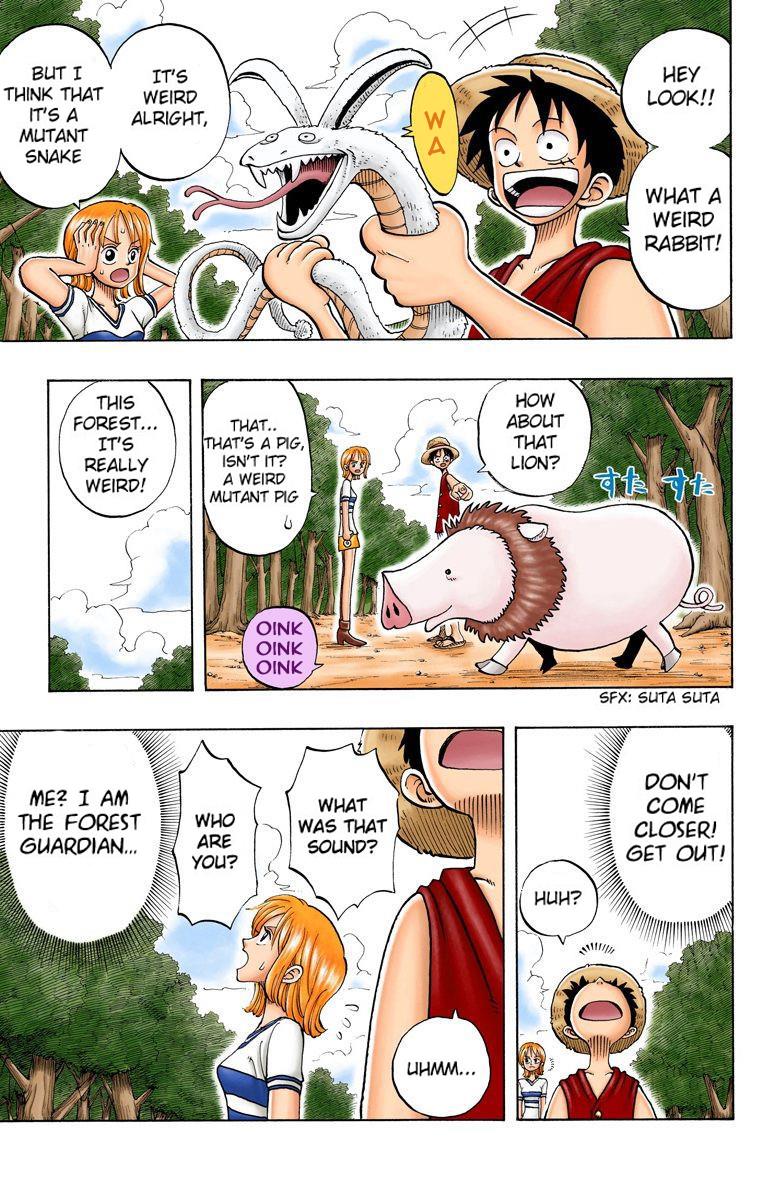 HEY
LOOK!!
WHAT A
WEIRD
RABBIT!
WA
IT'S
WEIRD
ALRIGHT,
BUT I
THINK THAT
IT'S A
MUTANT
SNAKE
HOW
ABOUT
THAT
LION?
すた すた
THAT..
THAT'S A PIG,
ISN'T IT?
A WEIRD
MUTANT PIG
OINK
OINK
OINK
SFX: SUTA SUTA
THIS
FOREST...
IT'S
REALLY
WEIRD!
DON'T
COME
CLOSER!
GET OUT!
HUH?
WHAT
WAS THAT
SOUND?
WHO
ARE
YOU?
UHMM...
ME? I AM
THE FOREST
GUARDIAN...